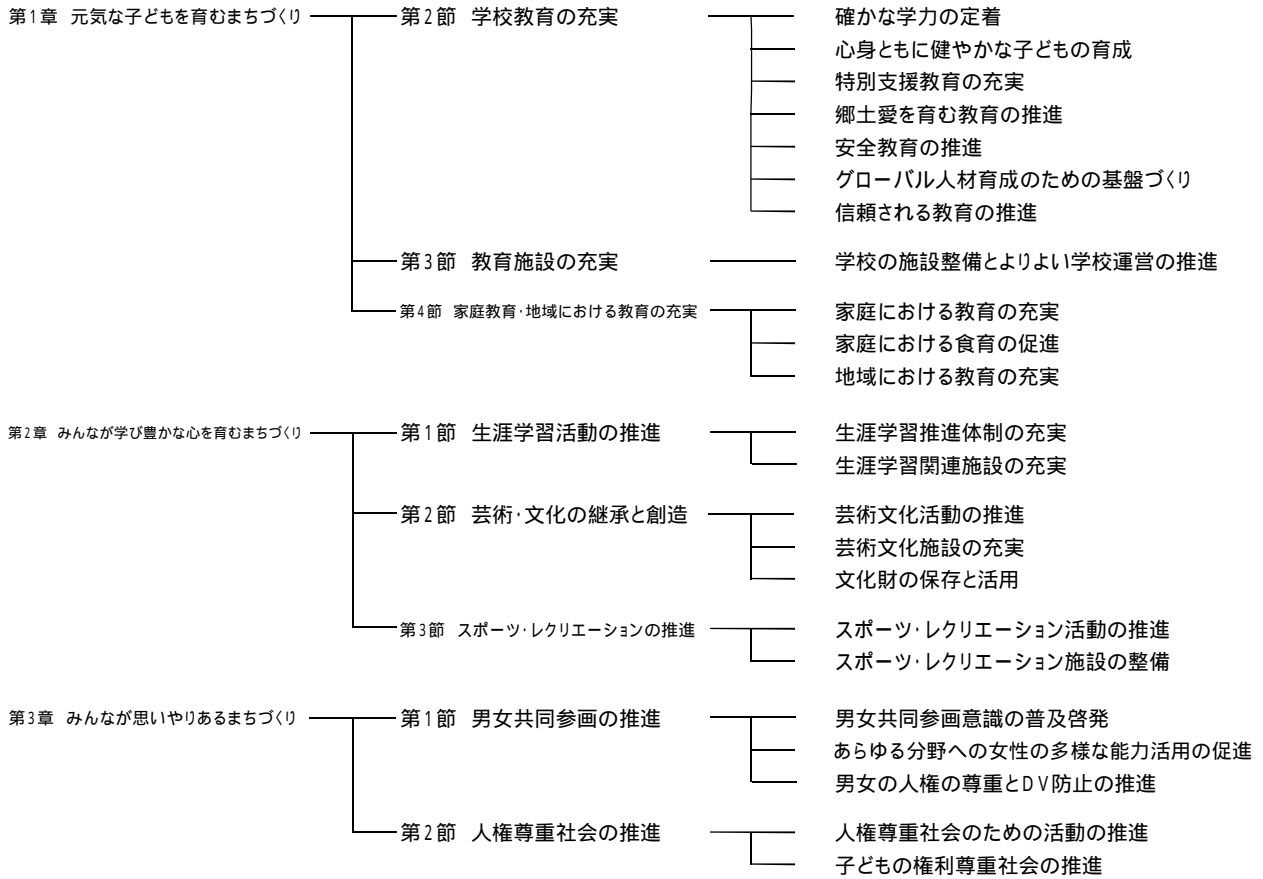 第1章 元気な子どもを育むまちづくり 第2節 学校教育の充実 確かな学力の定着
心身ともに健やかな子どもの育成
特別支援教育の充実
郷土愛を育む教育の推進
安全教育の推進
グローバル人材育成のための基盤づくり
信頼される教育の推進
第3節 教育施設の充実 学校の施設整備とよりよい学校運営の推進
第4節 家庭教育・地域における教育の充実 家庭における教育の充実
家庭における食育の促進
地域における教育の充実
第2章 みんなが学び豊かな心を育むまちづくり 第1節 生涯学習活動の推進 生涯学習推進体制の充実
生涯学習関連施設の充実
第2節 芸術・文化の継承と創造 芸術文化活動の推進
芸術文化施設の充実
文化財の保存と活用
第3節 スポーツ・レクリエーションの推進 スポーツ・レクリエーション活動の推進
スポーツ・レクリエーション施設の整備
第3章 みんなが思いやりあるまちづくり 第1節 男女共同参画の推進 男女共同参画意識の普及啓発
あらゆる分野への女性の多様な能力活用の促進
男女の人権の尊重とDV防止の推進
第2節 人権尊重社会の推進 人権尊重社会のための活動の推進
子どもの権利尊重社会の推進